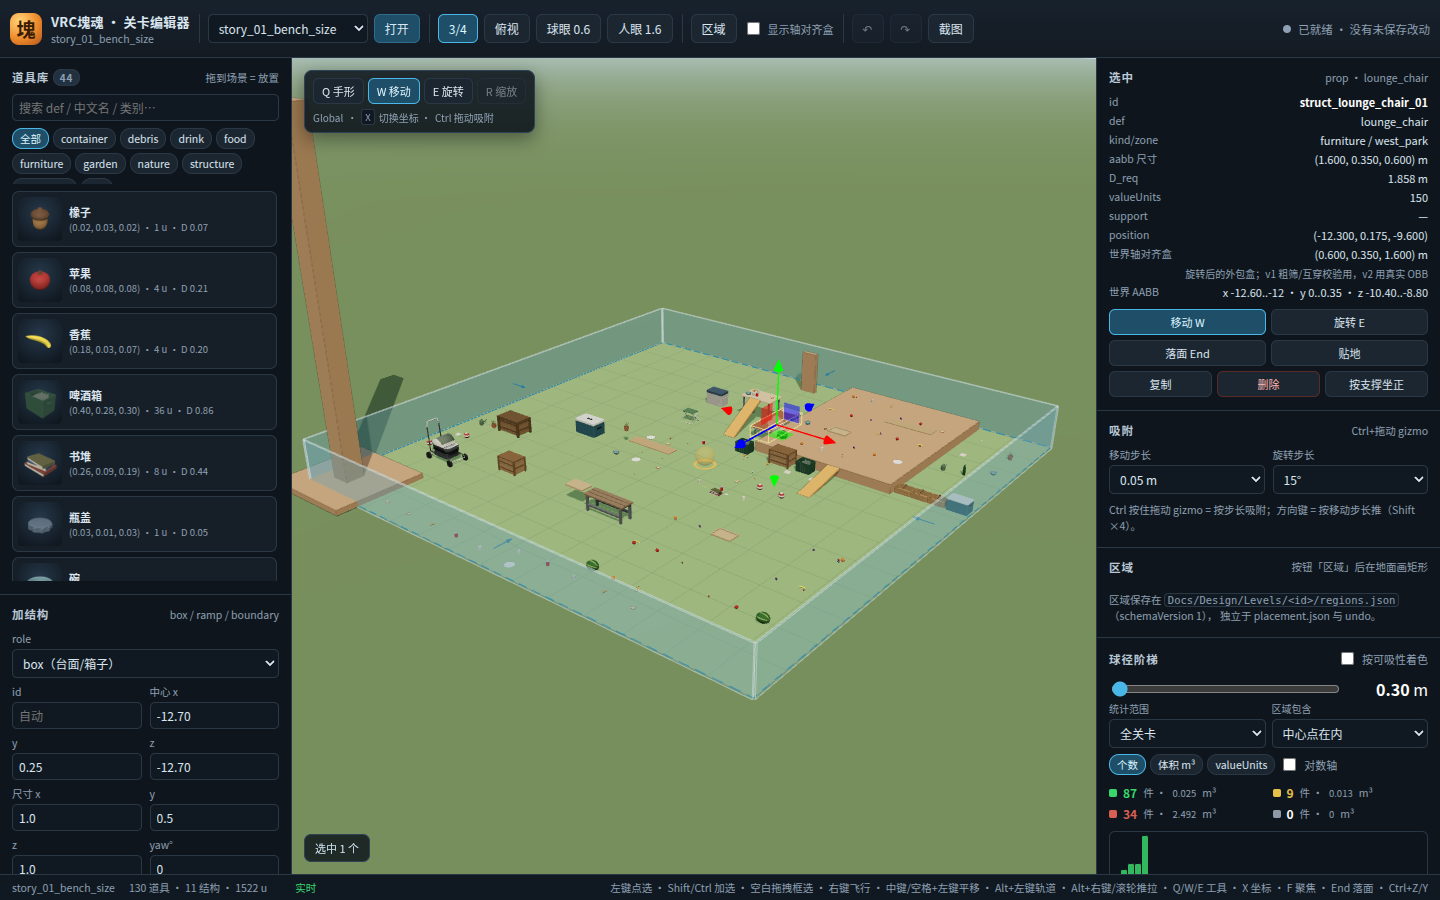 塊 VRC塊魂 · 关卡编辑器
story_01_bench_size
story_01_bench_size 打开 3/4 俯视 球眼 0.6 人眼 1.6 区域 显示轴对齐盒 ↶ ↷ 截图
已就绪 · 没有未保存改动
道具库 44 拖到场景 = 放置
搜索 def / 中文名 / 类别…
全部 container debris drink food
furniture garden nature structure
橡子
(0.02, 0.03, 0.02) · 1 u · D 0.07
苹果
(0.08, 0.08, 0.08) · 4 u · D 0.21
香蕉
(0.18, 0.03, 0.07) · 4 u · D 0.20
啤酒箱
(0.40, 0.28, 0.30) · 36 u · D 0.86
书堆
(0.26, 0.09, 0.19) · 8 u · D 0.44
瓶盖
(0.03, 0.01, 0.03) · 1 u · D 0.05
碗
加结构 box / ramp / boundary
role
box（台面/箱子）
id 中心 x
自动 -12.70
y z
0.25 -12.70
尺寸 x y
1.0 0.5
z yaw°
1.0 0
Q 手形 W 移动 E 旋转 R 缩放
Global · X 切换坐标 · Ctrl 拖动吸附
选中 1 个
选中 prop · lounge_chair
id struct_lounge_chair_01
def lounge_chair
kind/zone furniture / west_park
aabb 尺寸 (1.600, 0.350, 0.600) m
D_req 1.858 m
valueUnits 150
support —
position (-12.300, 0.175, -9.600)
世界轴对齐盒 (0.600, 0.350, 1.600) m
旋转后的外包盒；v1 粗筛/互穿校验用，v2 用真实 OBB
世界 AABB x -12.60..-12 · y 0..0.35 · z -10.40..-8.80
移动 W 旋转 E
落面 End 贴地
复制 删除 按支撑坐正
吸附 Ctrl+拖动 gizmo
移动步长 旋转步长
0.05 m 15°
Ctrl 按住拖动 gizmo = 按步长吸附；方向键 = 按移动步长推（Shift
×4）。
区域 按钮「区域」后在地面画矩形
区域保存在 Docs/Design/Levels/<id>/regions.json
（schemaVersion 1），独立于 placement.json 与 undo。
球径阶梯 按可吸性着色
0.30 m
统计范围 区域包含
全关卡 中心点在内
个数 体积 m³ valueUnits 对数轴
87 件 · 0.025 m³ 9 件 · 0.013 m³
34 件 · 2.492 m³ 0 件 · 0 m³
story_01_bench_size 130 道具 · 11 结构 · 1522 u 实时
左键点选 · Shift/Ctrl 加选 · 空白拖拽框选 · 右键飞行 · 中键/空格+左键平移 · Alt+左键轨道 · Alt+右键/滚轮推拉 · Q/W/E 工具 · X 坐标 · F 聚焦 · End 落面 · Ctrl+Z/Y